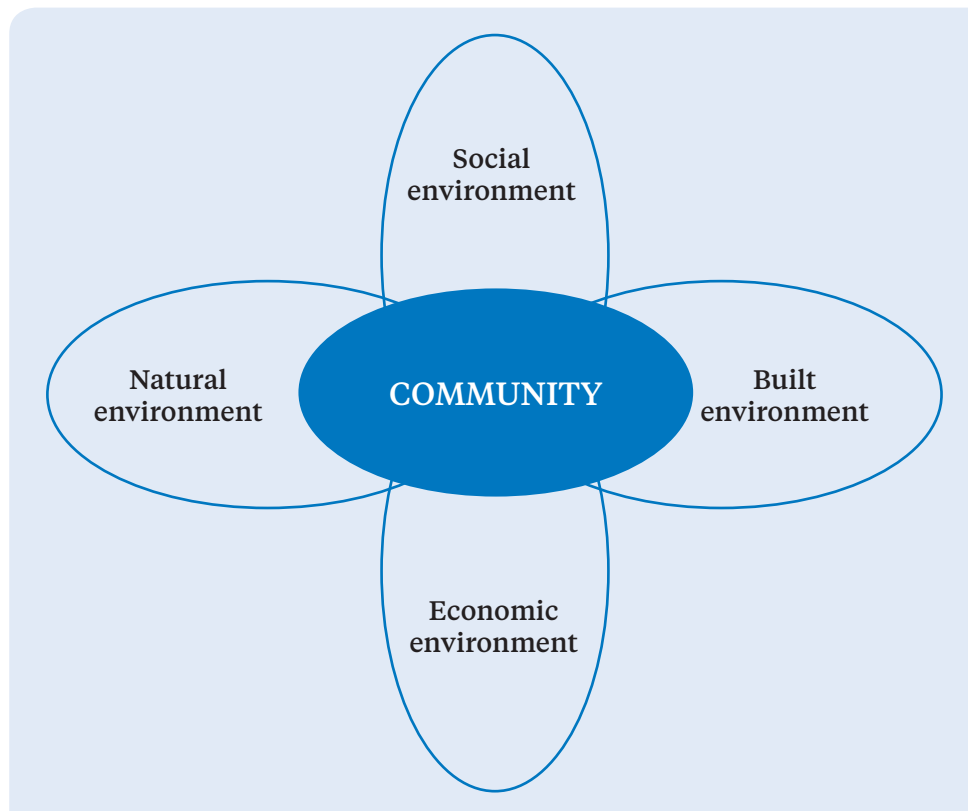 Social
environment
Natural
environment
COMMUNITY
Built
environment
Economic
environment